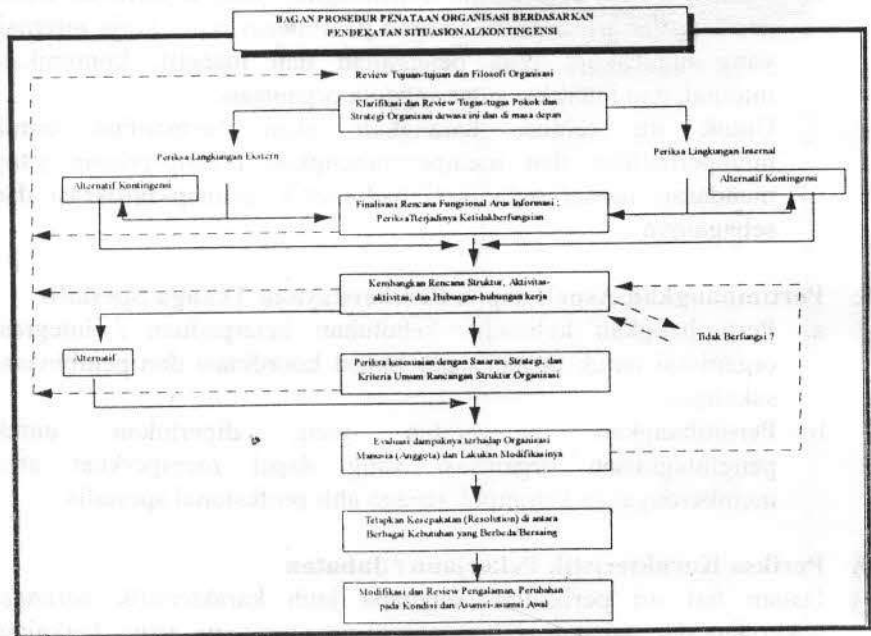 BAGAN PROSEDUR PENATAAN ORGANISASI BERDASARKAN
PENDEKATAN SITUASIONAL/KONTINGENSI
Review Tujuan-tujuan dan Filosofi Organisasi
Klarifikasi dan Review Tugas-tugas Pokok dan
Strategi Organisasi dewasa ini dan di masa depan
Periksa Lingkungan Ekstern
Periksa Lingkungan Internal
Alternatif Kontingensi
Alternatif Kontingensi
Finalisasi Rencana Fungsional Arus Informasi
Periksa Terjadinya Ketidakberfungsian
Kembangkan Rencana Struktur, Aktivitas-
aktivitas, dan Hubungan-hubungan kerja
Tidak Berfungsi ?
Alternatif
Periksa kesesuaian dengan Sasaran, Strategi, dan
Kriteria Umum Rancangan Struktur Organisasi
Evaluasi dampaknya terhadap Organisasi
Manusia (Anggota) dan Lakukan Modifikasinya
Tetapkan Kesepakatan (Resolution) di antara
Berbagai Kebutuhan yang Berbeda/Bersaing
Modifikasi dan Review Pengalaman, Perubahan
pada Kondisi dan Asumsi-asumsi Awal